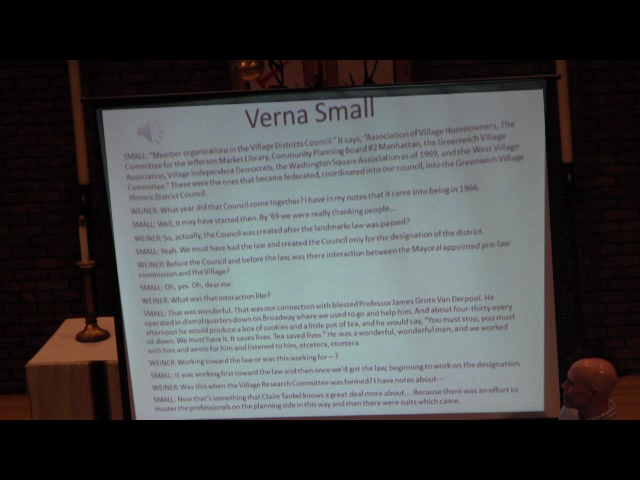 Verna Small
SMALL: "Member organizations in the Village Districts Council." It says, "Association of Village Homeowners, The
Committee for the Jefferson Market Library, Community Planning Board #2 Manhattan, the Greenwich Village
Association, Village Independent Democrats, the Washington Square Association as of 1969, and the West Village
Committee." These were the ones that became federated, coordinated into our council, into the Greenwich Village
Historic District Council.
WEINER: What year did that Council come together? I have in my notes that it came into being in 1966.
SMALL: Well, it may have started then. By '69 we were really thanking people...
WEINER: So, actually, the Council was created after the landmarks law was passed?
SMALL: Yeah. We must have had the law and created the Council only for the designation of the district.
WEINER: Before the Council and before the law, was there interaction between the Mayoral appointed pre-law
commission and the Village?
SMALL: Oh, yes. Oh, dear me.
WEINER: What was that interaction like?
SMALL: That was wonderful. That was our connection with blessed Professor James Grote Van Derpool. He
operated in dismal quarters down on Broadway where we used to go and help him. And about four-thirty every
afternoon he would produce a box of cookies and a little pot of tea, and he would say, "You must stop, you must
sit down. We must have it. It saves lives. Tea saved lives." He was a wonderful, wonderful man, and we worked
with him and wrote for him and listened to him, etcetera, etcetera.
WEINER: Working toward the law or was this working for—?
SMALL: It was working first toward the law and then once we'd got the law, beginning to work on the designation.
WEINER: Was this when the Village Research Committee was formed? I have notes about—
SMALL: Now that's something that Claire Tankel knows a great deal more about... Because there was an effort to
muster the professionals on the planning side in this way and then there were suits which came.